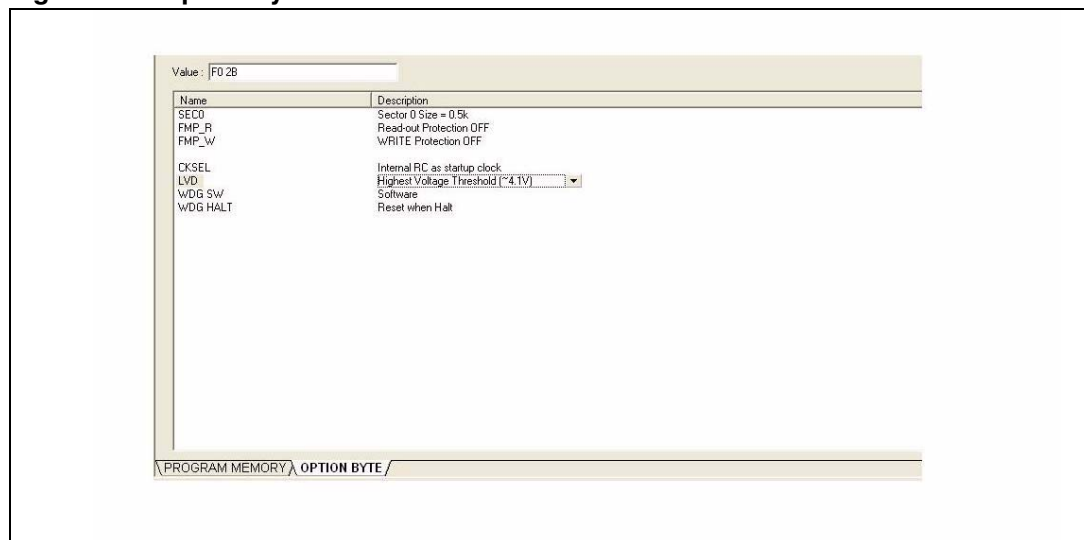 Value : F0 2B
Name Description
SEC0 Sector 0 Size = 0.5k
FMP_R Read-out Protection OFF
FMP_W WRITE Protection OFF
CKSEL Internal RC as startup clock
LVD Highest Voltage Threshold (~4.1V)
WDG SW Software
WDG HALT Reset when Halt
PROGRAM MEMORY OPTION BYTE